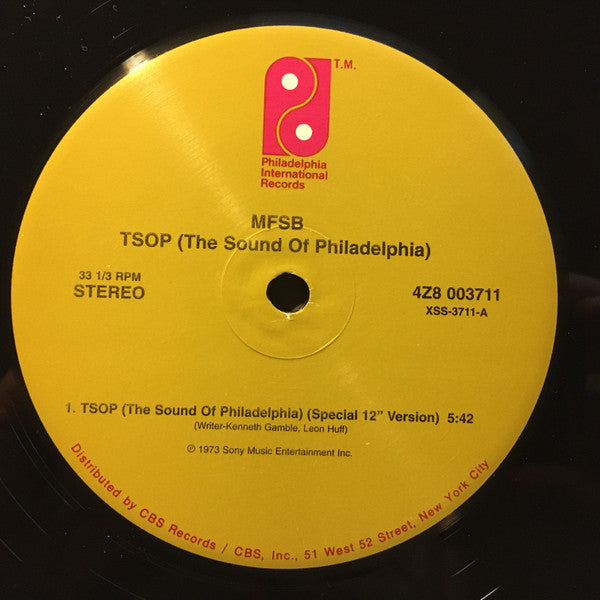 T.M.
Philadelphia
International
Records
MFSB
TSOP (The Sound Of Philadelphia)
33 1/3 RPM
STEREO
4Z8 003711
XSS-3711-A
1. TSOP (The Sound Of Philadelphia) (Special 12" Version) 5:42
(Writer-Kenneth Gamble, Leon Huff)
℗ 1973 Sony Music Entertainment Inc.
Distributed by CBS Records / CBS, Inc., 51 West 52 Street, New York City